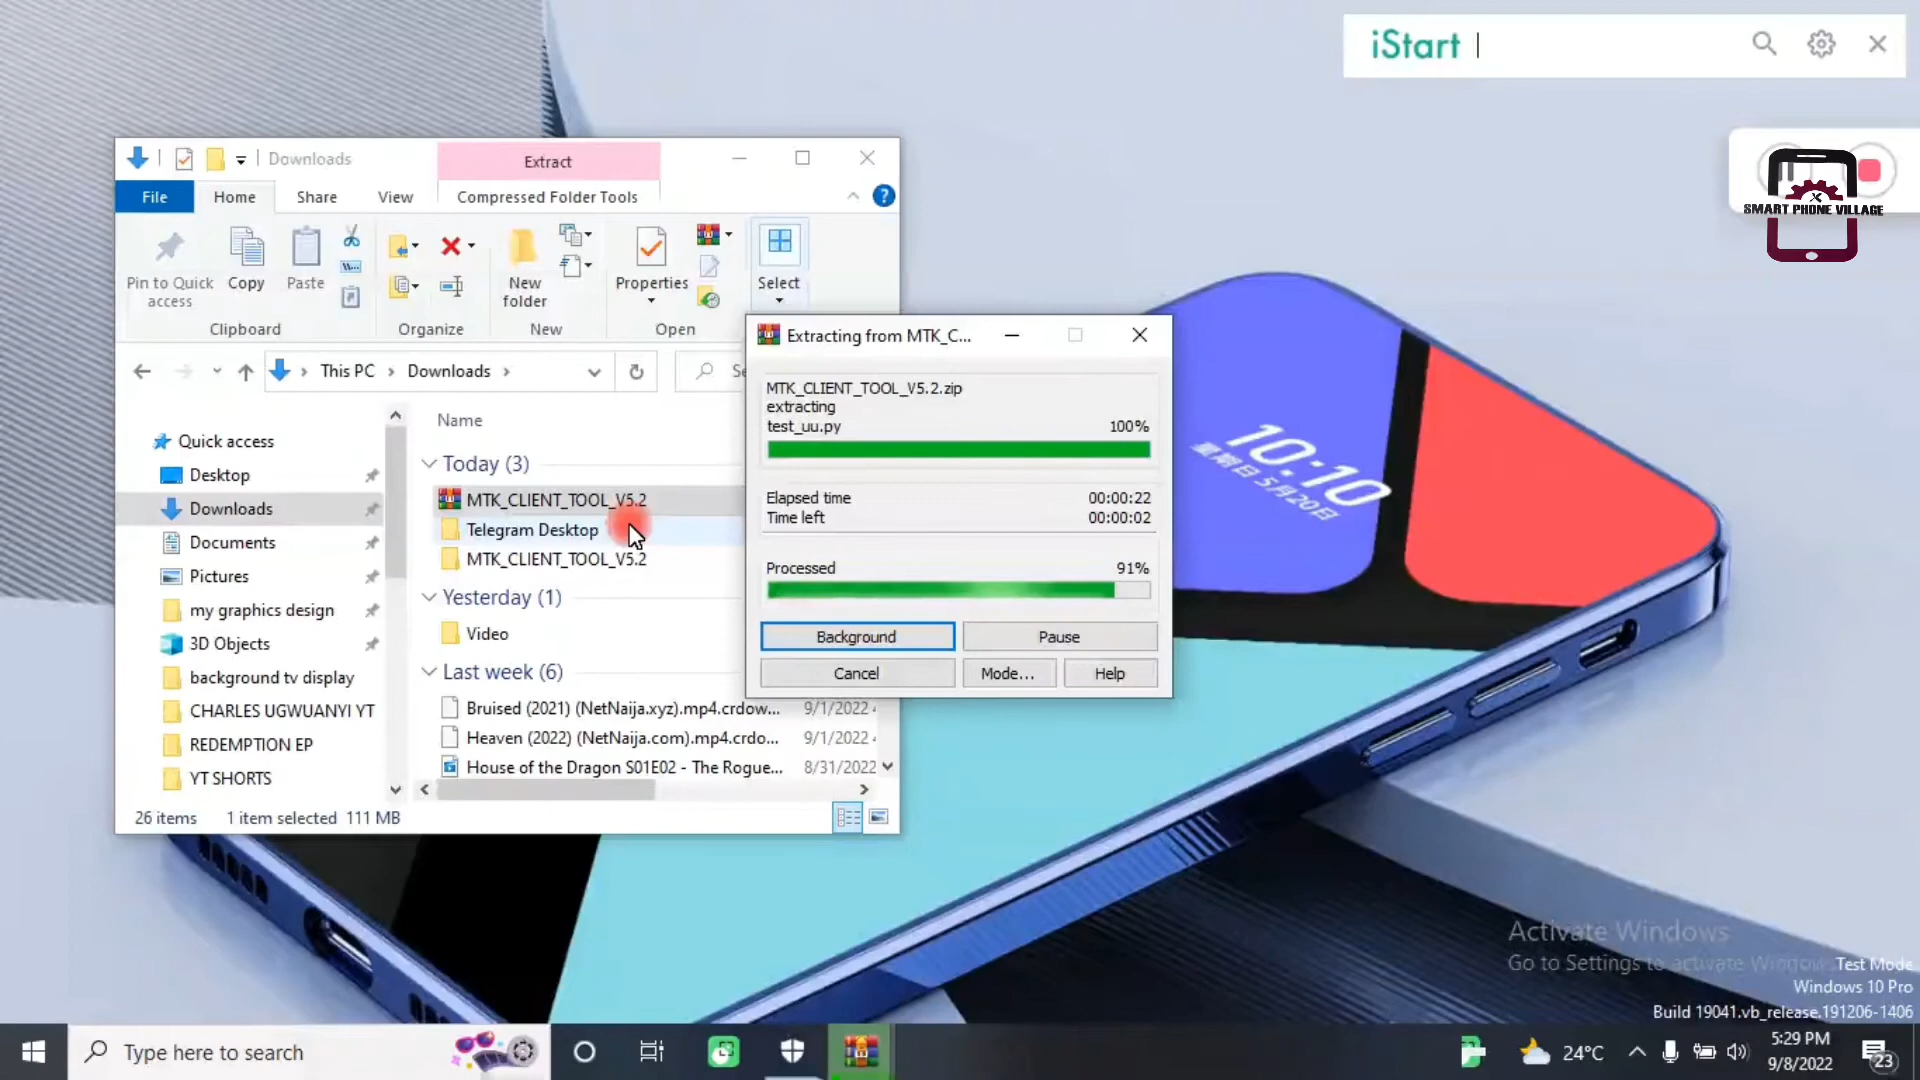 iStart
SMART PHONE VILLAGE
Downloads
Extract
File
Home
Share
View
Compressed Folder Tools
Pin to Quick
access
Copy
Paste
New
folder
Properties
Select
Clipboard
Organize
New
Open
This PC
Downloads
Name
Quick access
Desktop
Downloads
Documents
Pictures
my graphics design
3D Objects
background tv display
CHARLES UGWUANYI YT
REDEMPTION EP
YT SHORTS
Today (3)
MTK_CLIENT_TOOL_V5.2
Telegram Desktop
MTK_CLIENT_TOOL_V5.2
Yesterday (1)
Video
Last week (6)
Bruised (2021) (NetNaija.xyz).mp4.crdow... 9/1/2022
Heaven (2022) (NetNaija.com).mp4.crdo... 9/1/2022
House of the Dragon S01E02 - The Rogue... 8/31/2022
26 items 1 item selected 111 MB
Extracting from MTK_C...
MTK_CLIENT_TOOL_V5.2.zip
extracting
test_uu.py 100%
Elapsed time 00:00:22
Time left 00:00:02
Processed 91%
Background
Pause
Cancel
Mode...
Help
10:10
星期日 5月20日
Activate Windows
Go to Settings to activate Windows.
Test Mode
Windows 10 Pro
Build 19041.vb_release.191206-1406
Type here to search
24°C
5:29 PM
9/8/2022
23